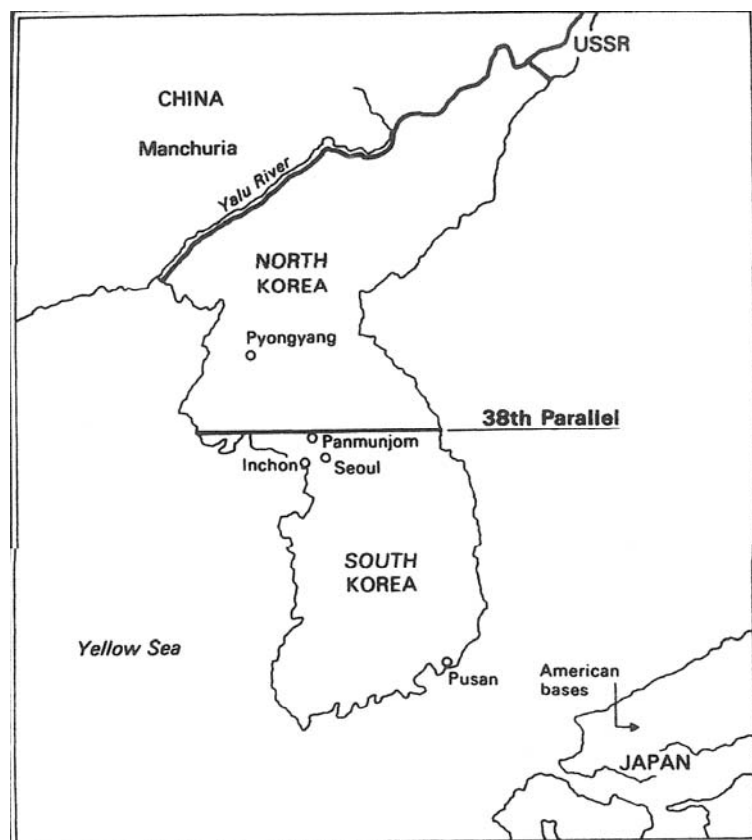 USSR
CHINA
Manchuria
Yalu River
NORTH
KOREA
Pyongyang
38th Parallel
Panmunjom
Inchon
Seoul
SOUTH
KOREA
Yellow Sea
Pusan
American
bases
JAPAN